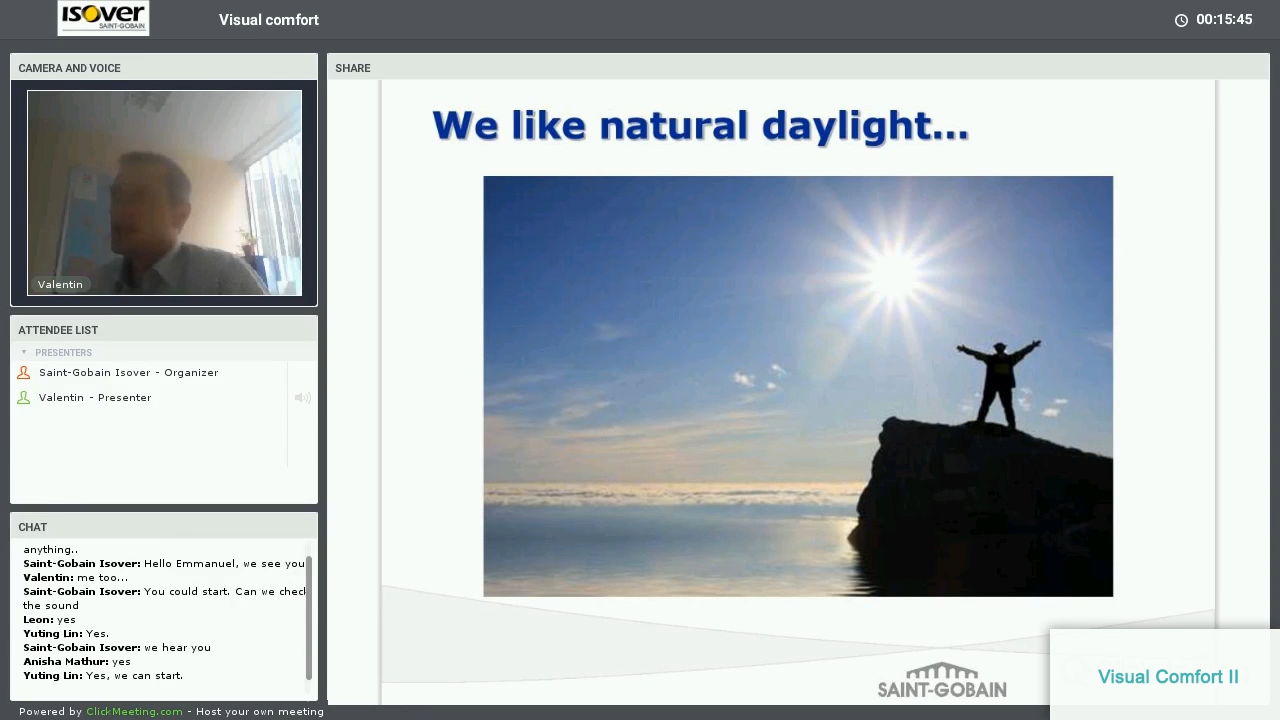 isover
SAINT-GOBAIN
Visual comfort
00:15:45
CAMERA AND VOICE
Valentin
ATTENDEE LIST
PRESENTERS
Saint-Gobain Isover - Organizer
Valentin - Presenter
CHAT
anything..
Saint-Gobain Isover: Hello Emmanuel, we see you
Valentin: me too...
Saint-Gobain Isover: You could start. Can we check
the sound
Leon: yes
Yuting Lin: Yes.
Saint-Gobain Isover: we hear you
Anisha Mathur: yes
Yuting Lin: Yes, we can start.
Powered by ClickMeeting.com - Host your own meeting
SHARE
We like natural daylight...
SAINT-GOBAIN
Visual Comfort II